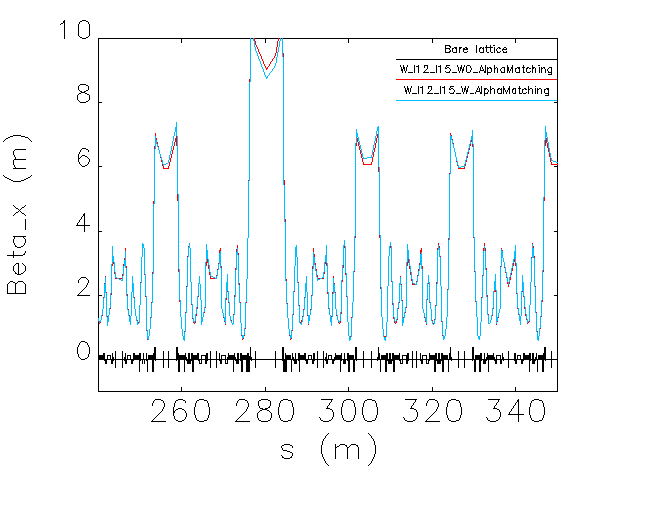 10
Bare lattice
W_I12_I15_WO_AlphaMatching
W_I12_I15_W_AlphaMatching
8
6
4
2
0
Beta_x (m)
260 280 300 320 340
s (m)